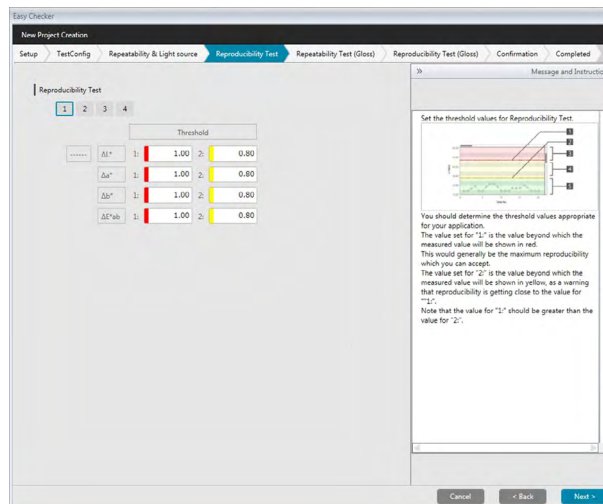 Easy Checker
New Project Creation
Setup
TestConfig
Repeatability & Light source
Reproducibility Test
Repeatability Test (Gloss)
Reproducibility Test (Gloss)
Confirmation
Completed
» Message and Instructio
Reproducibility Test
1 2 3 4
Threshold
------ ΔL* 1: 1.00 2: 0.80
Δa* 1: 1.00 2: 0.80
Δb* 1: 1.00 2: 0.80
ΔE*ab 1: 1.00 2: 0.80
Set the threshold values for Reproducibility Test.
You should determine the threshold values appropriate
for your application.
The value set for "1:" is the value beyond which the
measured value will be shown in red.
This would generally be the maximum reproducibility
which you can accept.
The value set for "2:" is the value beyond which the
measured value will be shown in yellow, as a warning
that reproducibility is getting close to the value for
""1:".
Note that the value for "1:" should be greater than the
value for "2:".
Cancel
< Back
Next >